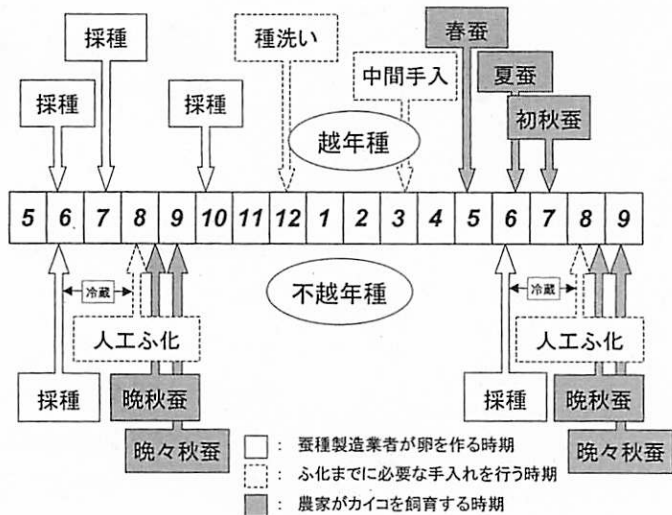 春蚕
採種
種洗い
中間手入
夏蚕
採種
採種
初秋蚕
越年種
5 6 7 8 9 10 11 12 1 2 3 4 5 6 7 8 9
不越年種
冷蔵
冷蔵
人工ふ化
人工ふ化
採種
晩秋蚕
採種
晩秋蚕
晩々秋蚕
晩々秋蚕
： 蚕種製造業者が卵を作る時期
： ふ化までに必要な手入れを行う時期
： 農家がカイコを飼育する時期